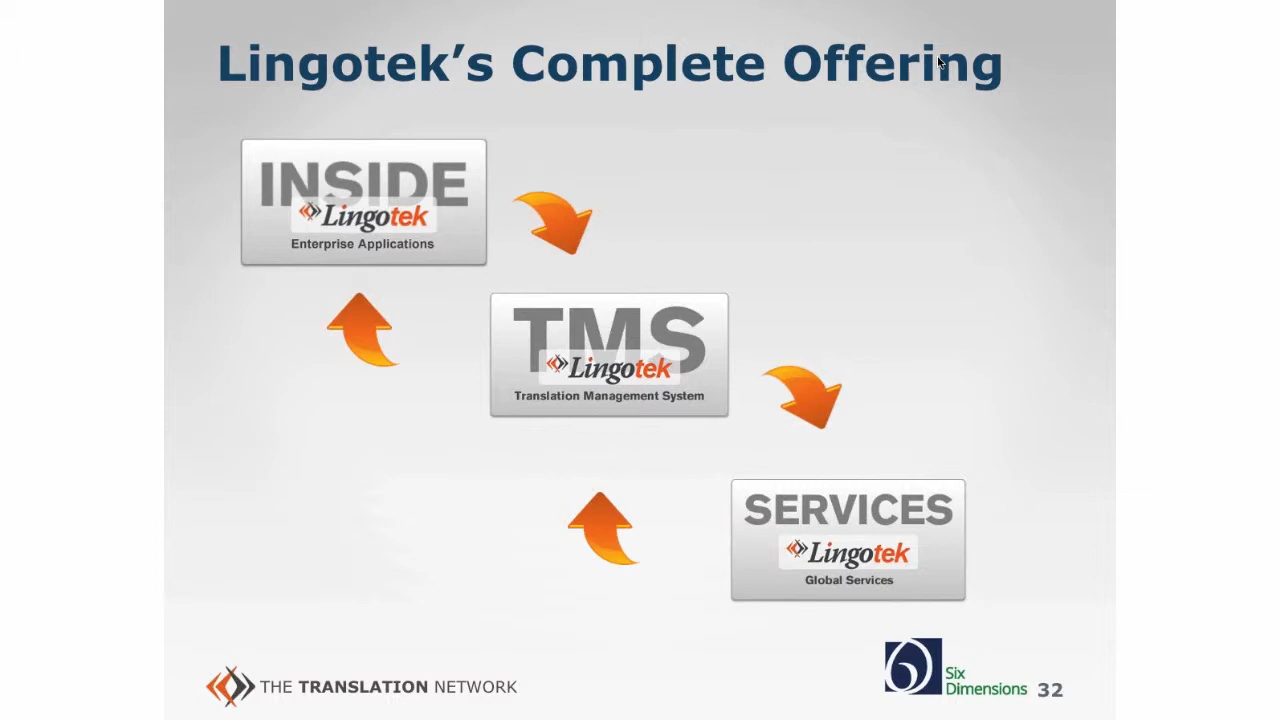 Lingotek’s Complete Offering
INSIDE
Lingotek
Enterprise Applications
TMS
Lingotek
Translation Management System
SERVICES
Lingotek
Global Services
THE TRANSLATION NETWORK
Six
Dimensions
32